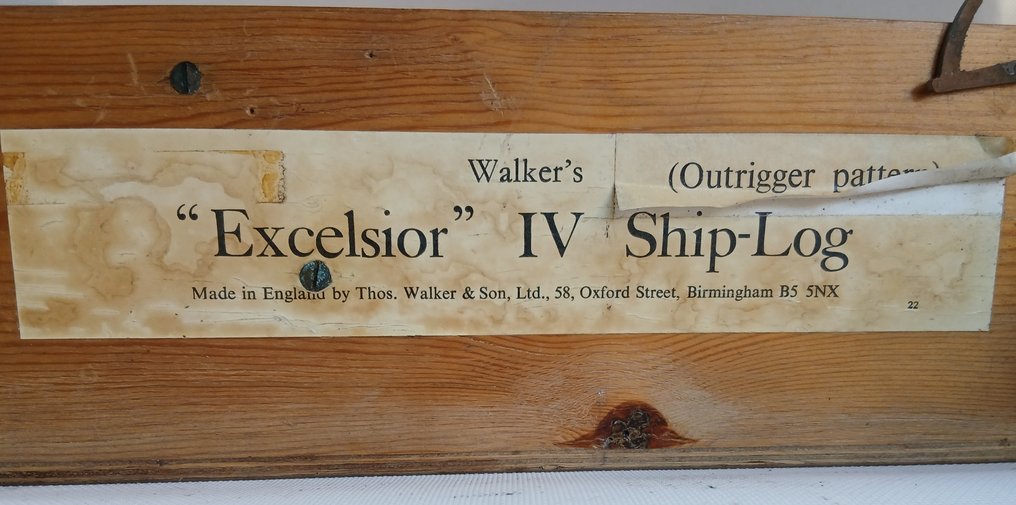 Walker's (Outrigger pattern)
"Excelsior" IV Ship-Log
Made in England by Thos. Walker & Son, Ltd., 58, Oxford Street, Birmingham B5 5NX
22